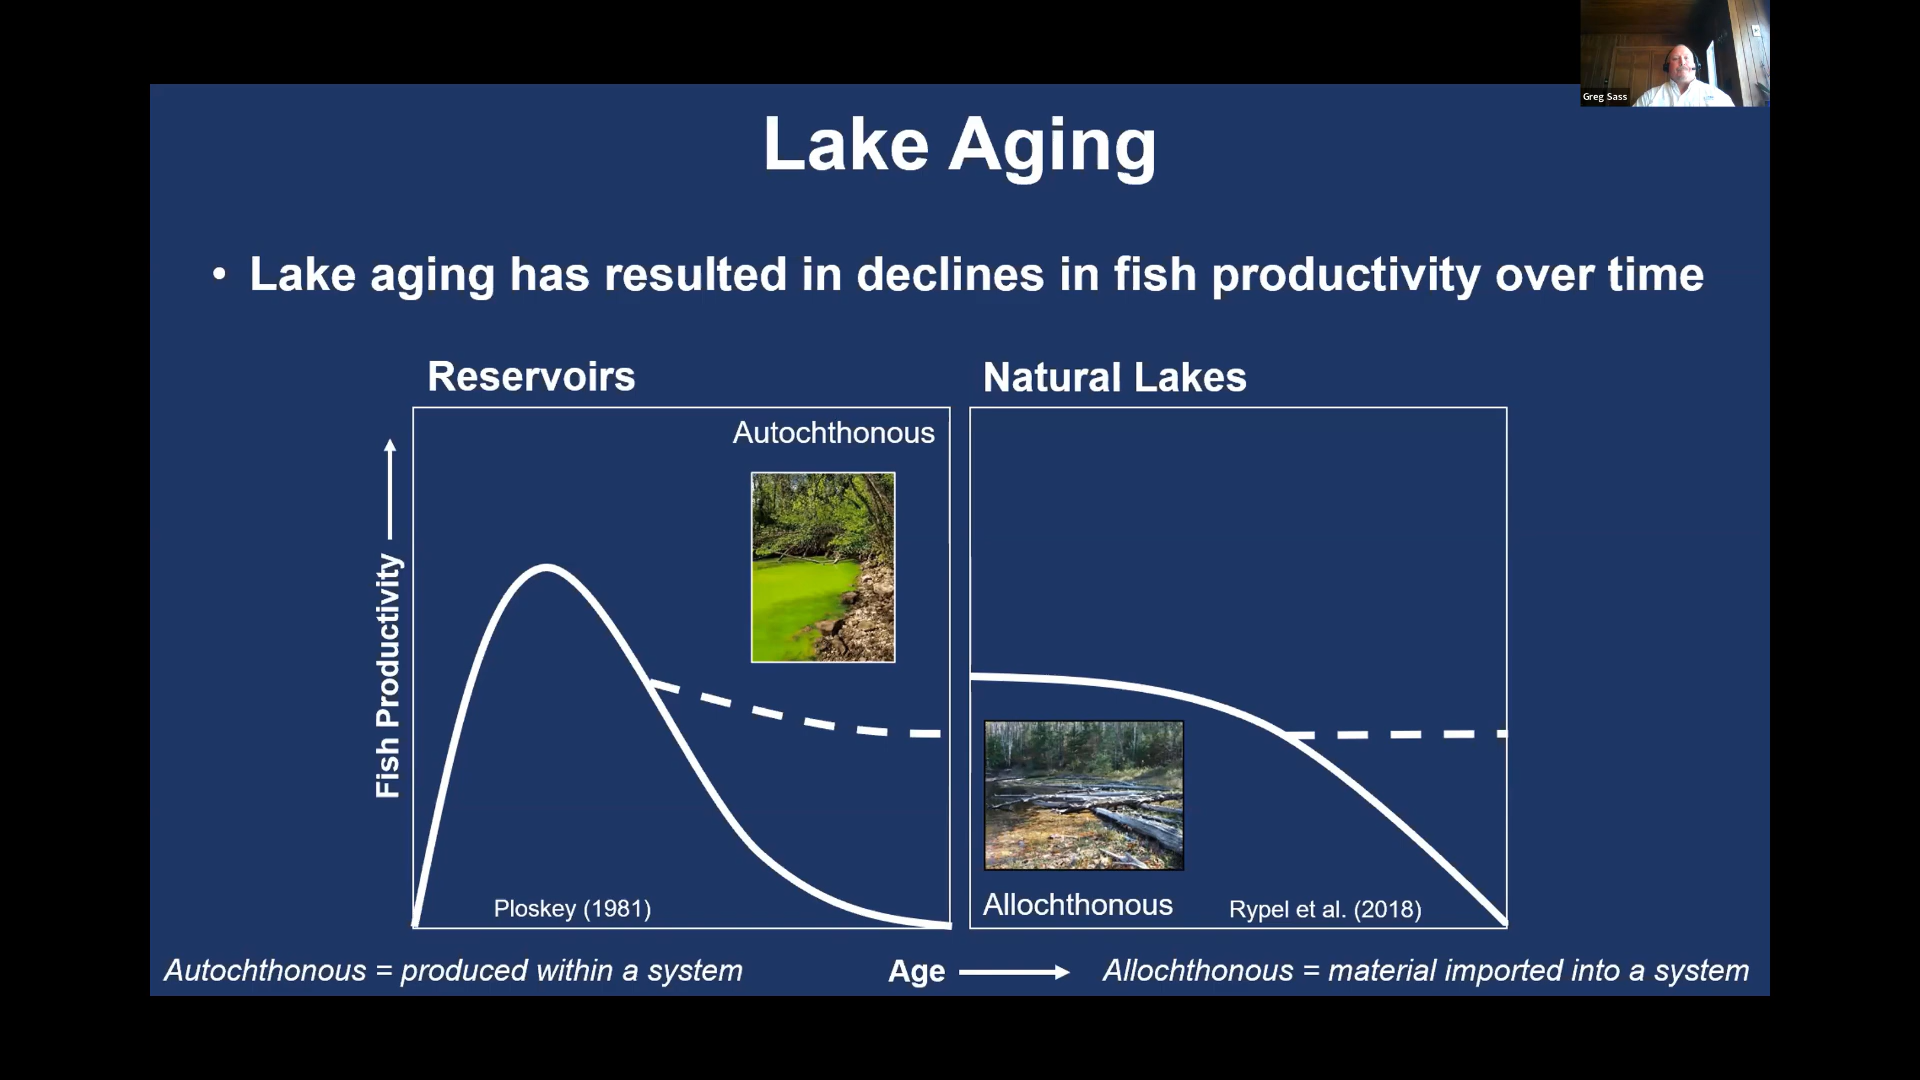 Greg Sass
Lake Aging
• Lake aging has resulted in declines in fish productivity over time
Reservoirs
Natural Lakes
Autochthonous
Fish Productivity
Ploskey (1981)
Allochthonous
Rypel et al. (2018)
Autochthonous = produced within a system
Age
Allochthonous = material imported into a system